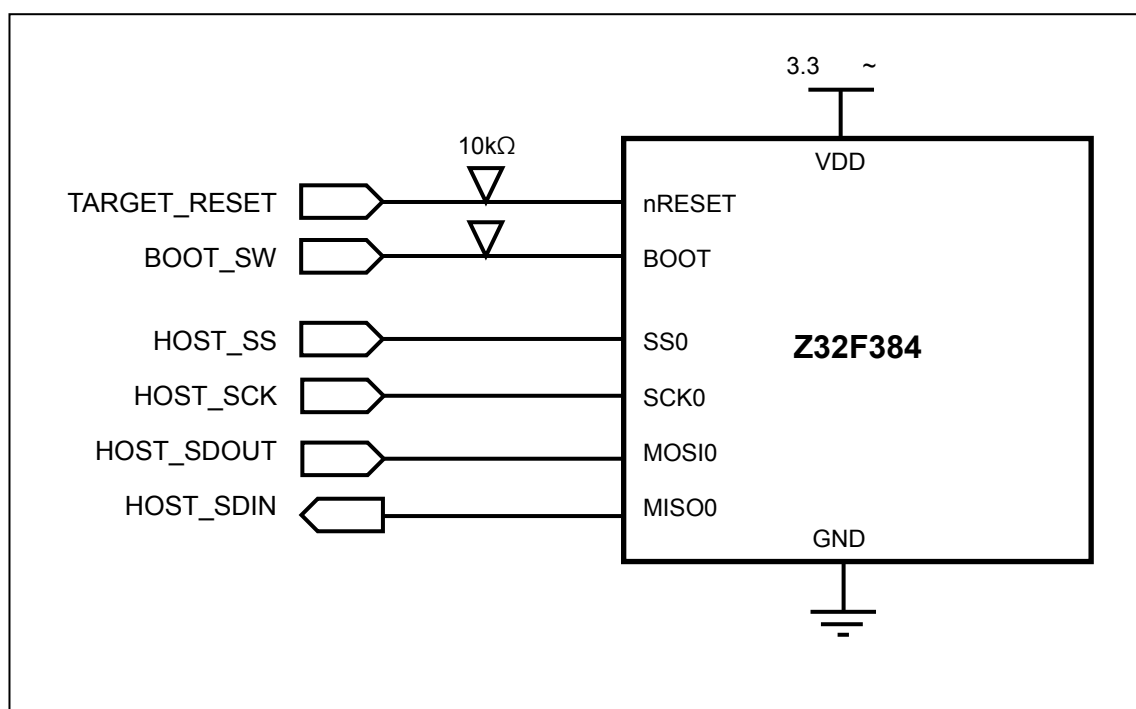 3.3 ~
VDD
10kΩ
TARGET_RESET
nRESET
BOOT_SW
BOOT
HOST_SS
SS0
Z32F384
HOST_SCK
SCK0
HOST_SDOUT
MOSI0
HOST_SDIN
MISO0
GND